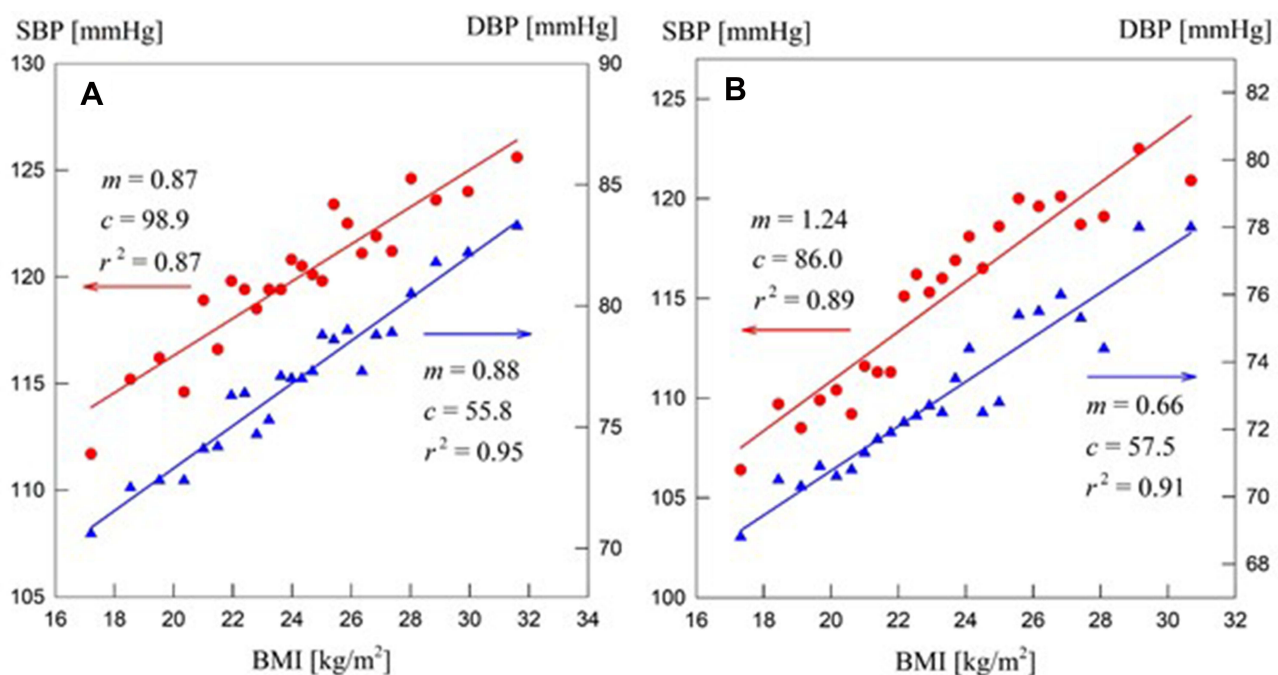 SBP [mmHg]
DBP [mmHg]
A
130
125
120
115
110
105
90
85
80
75
70
m = 0.87
c = 98.9
r² = 0.87
m = 0.88
c = 55.8
r² = 0.95
16 18 20 22 24 26 28 30 32 34
BMI [kg/m²]
SBP [mmHg]
DBP [mmHg]
B
125
120
115
110
105
100
82
80
78
76
74
72
70
68
m = 1.24
c = 86.0
r² = 0.89
m = 0.66
c = 57.5
r² = 0.91
16 18 20 22 24 26 28 30 32
BMI [kg/m²]